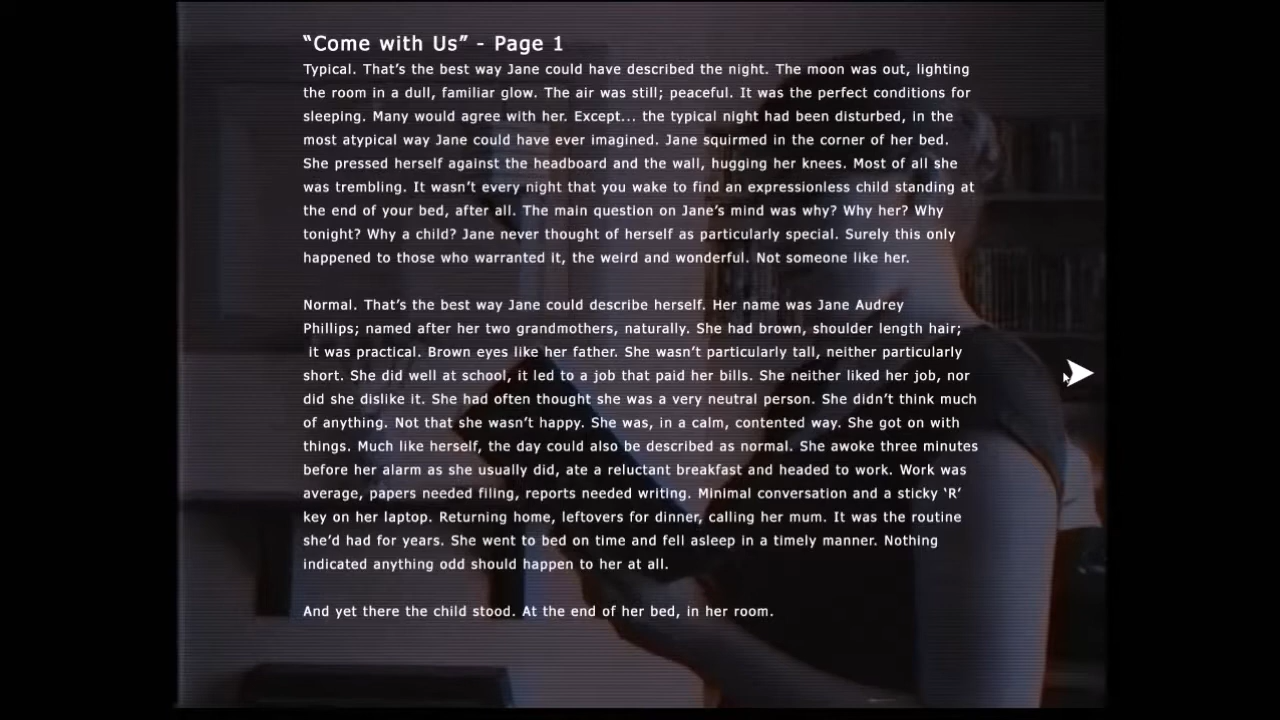 “Come with Us” - Page 1
Typical. That’s the best way Jane could have described the night. The moon was out, lighting
the room in a dull, familiar glow. The air was still; peaceful. It was the perfect conditions for
sleeping. Many would agree with her. Except... the typical night had been disturbed, in the
most atypical way Jane could have ever imagined. Jane squirmed in the corner of her bed.
She pressed herself against the headboard and the wall, hugging her knees. Most of all she
was trembling. It wasn’t every night that you wake to find an expressionless child standing at
the end of your bed, after all. The main question on Jane’s mind was why? Why her? Why
tonight? Why a child? Jane never thought of herself as particularly special. Surely this only
happened to those who warranted it, the weird and wonderful. Not someone like her.
Normal. That’s the best way Jane could describe herself. Her name was Jane Audrey
Phillips; named after her two grandmothers, naturally. She had brown, shoulder length hair;
it was practical. Brown eyes like her father. She wasn’t particularly tall, neither particularly
short. She did well at school, it led to a job that paid her bills. She neither liked her job, nor
did she dislike it. She had often thought she was a very neutral person. She didn’t think much
of anything. Not that she wasn’t happy. She was, in a calm, contented way. She got on with
things. Much like herself, the day could also be described as normal. She awoke three minutes
before her alarm as she usually did, ate a reluctant breakfast and headed to work. Work was
average, papers needed filing, reports needed writing. Minimal conversation and a sticky ‘R’
key on her laptop. Returning home, leftovers for dinner, calling her mum. It was the routine
she’d had for years. She went to bed on time and fell asleep in a timely manner. Nothing
indicated anything odd should happen to her at all.
And yet there the child stood. At the end of her bed, in her room.